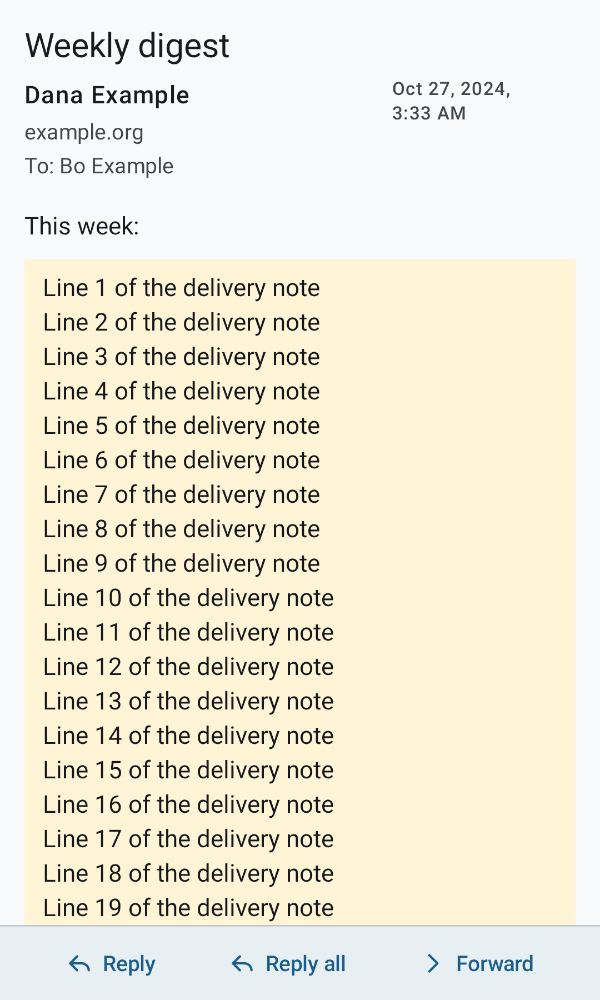 Weekly digest
Dana Example
Oct 27, 2024,
3:33 AM
example.org
To: Bo Example
This week:
Line 1 of the delivery note
Line 2 of the delivery note
Line 3 of the delivery note
Line 4 of the delivery note
Line 5 of the delivery note
Line 6 of the delivery note
Line 7 of the delivery note
Line 8 of the delivery note
Line 9 of the delivery note
Line 10 of the delivery note
Line 11 of the delivery note
Line 12 of the delivery note
Line 13 of the delivery note
Line 14 of the delivery note
Line 15 of the delivery note
Line 16 of the delivery note
Line 17 of the delivery note
Line 18 of the delivery note
Line 19 of the delivery note
Reply Reply all Forward